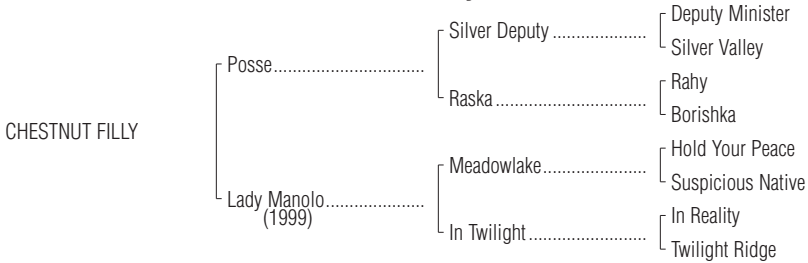 Deputy Minister
Silver Deputy ....................
Silver Valley
Posse..............................
Rahy
Raska ................................
Borishka
CHESTNUT FILLY
Hold Your Peace
Meadowlake......................
Suspicious Native
Lady Manolo....................
(1999)
In Reality
In Twilight.........................
Twilight Ridge